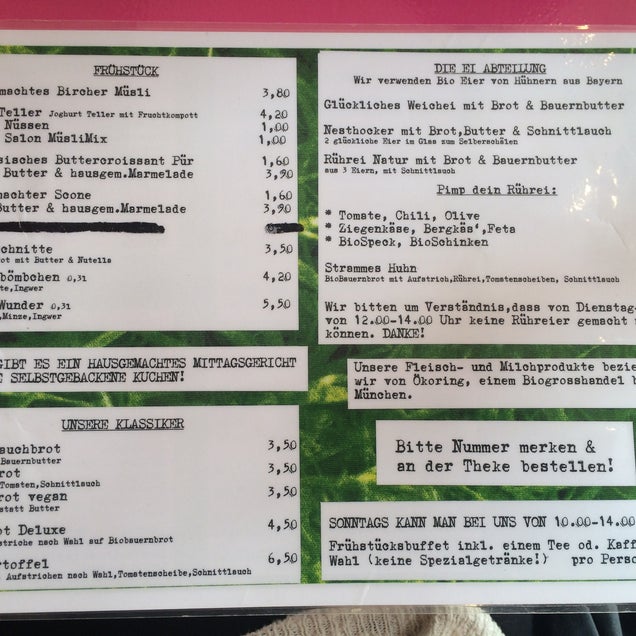 FRÜHSTÜCK
machtes Bircher Müsli 3,80
Teller Joghurt Teller mit Fruchtkompott 4,20
Nüssen 1,00
Salon MüsliMix 1,00
sisches Buttercroissant Pür 1,60
Butter & hausgem.Marmelade 3,90
machter Scone 1,60
Butter & hausgem.Marmelade 3,90
chnitte 3,50
ot mit Butter & Nutella
bömbchen 0,3l 4,20
te,Ingwer
Wunder 0,3l 5,50
,Minze,Ingwer
GIBT ES EIN HAUSGEMACHTES MITTAGSGERICHT
SELBSTGEBACKENE KUCHEN!
UNSERE KLASSIKER
auchbrot 3,50
Bauernbutter
rot 3,50
Tomaten,Schnittlauch
rot vegan 3,50
statt Butter
ot Deluxe 4,50
striche nach Wahl auf Biobauernbrot
rtoffel 6,50
Aufstrichen nach Wahl,Tomatenscheibe,Schnittlauch
DIE EI ABTEILUNG
Wir verwenden Bio Eier von Hühnern aus Bayern
Glückliches Weichei mit Brot & Bauernbutter
Nesthocker mit Brot,Butter & Schnittlauch
2 glückliche Eier im Glas zum Selberschälen
Rührei Natur mit Brot & Bauernbutter
aus 3 Eiern, mit Schnittlauch
Pimp dein Rührei:
* Tomate, Chili, Olive
* Ziegenkäse, Bergkäs',Feta
* BioSpeck, BioSchinken
Strammes Huhn
BioBauernbrot mit Aufstrich,Rührei,Tomatenscheiben, Schnittlauch
Wir bitten um Verständnis,dass von Dienstag-
von 12.00-14.00 Uhr keine Rühreier gemacht
können. DANKE!
Unsere Fleisch- und Milchprodukte bezie
wir von Ökoring, einem Biogrosshandel b
München.
Bitte Nummer merken &
an der Theke bestellen!
SONNTAGS KANN MAN BEI UNS VON 10.00-14.00
Frühstücksbuffet inkl. einem Tee od. Kaff
Wahl (keine Spezialgetränke!) pro Perso